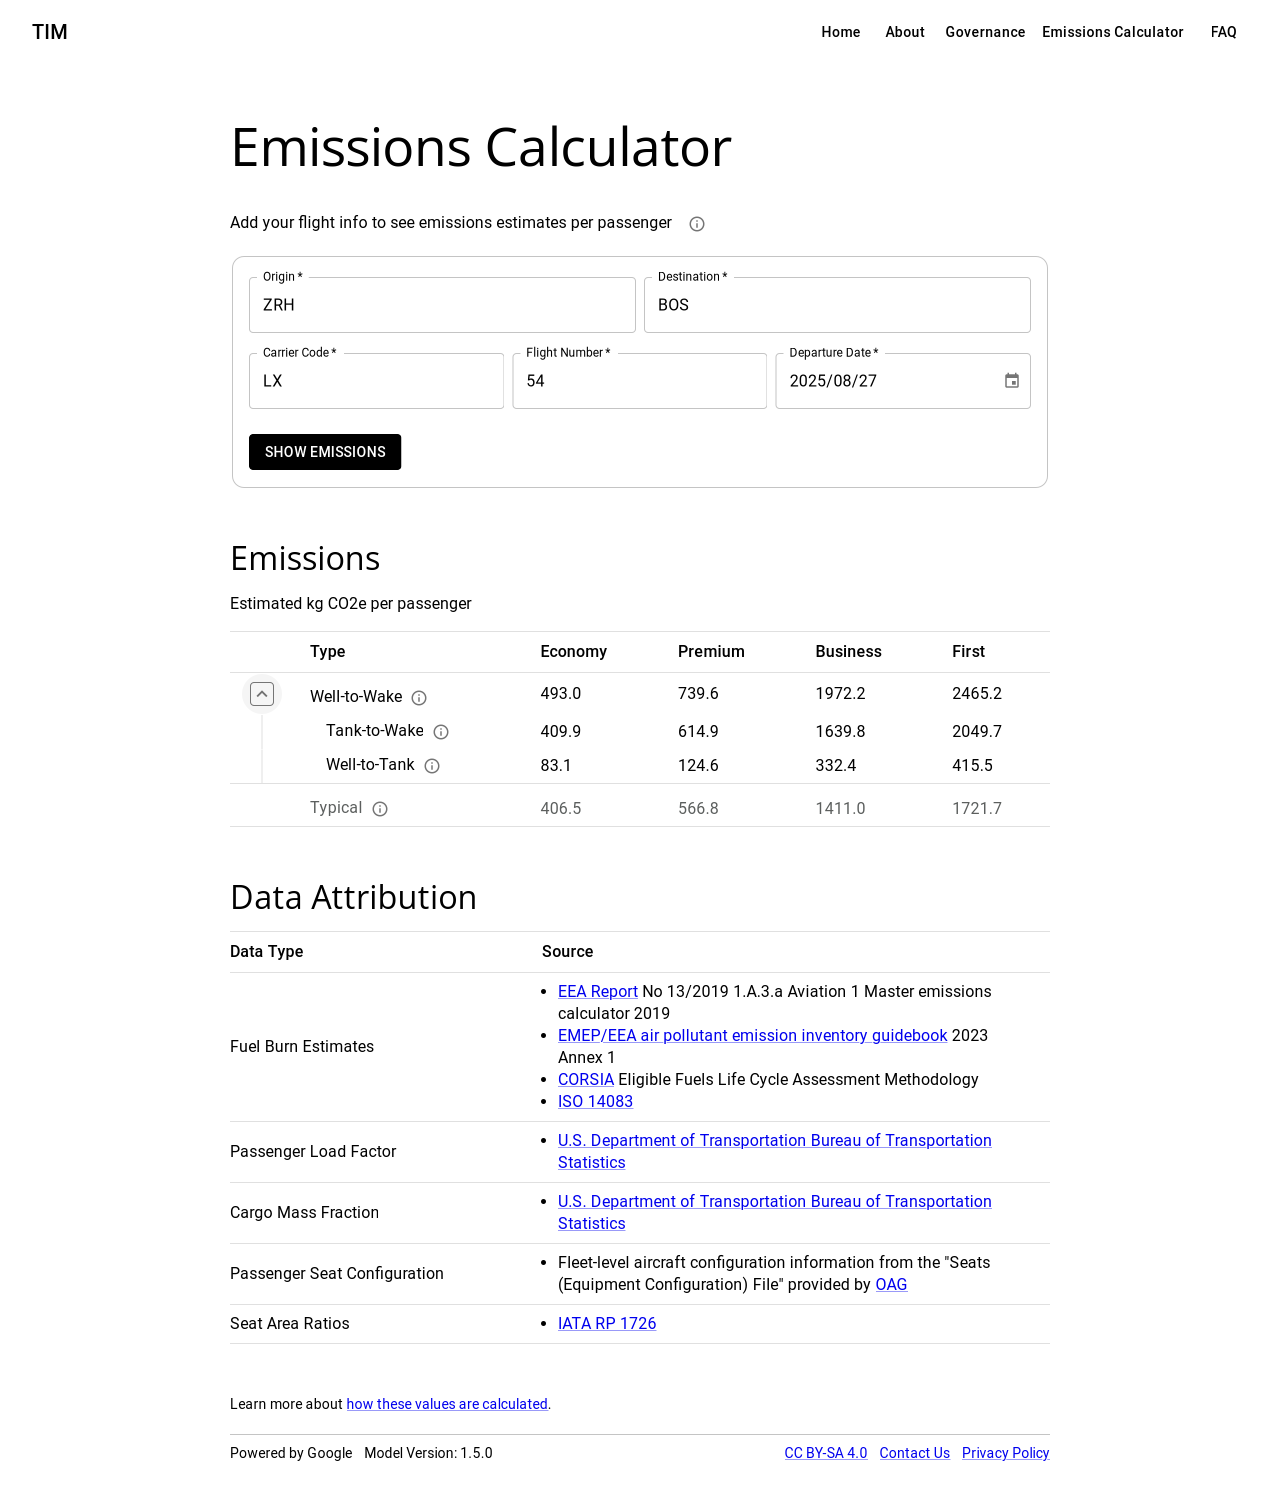 TIM
Home About Governance Emissions Calculator FAQ
Emissions Calculator
Add your flight info to see emissions estimates per passenger
Origin * Destination *
ZRH BOS
Carrier Code * Flight Number * Departure Date *
LX 54 2025/08/27
SHOW EMISSIONS
Emissions
Estimated kg CO2e per passenger
Type Economy Premium Business First
Well-to-Wake 493.0 739.6 1972.2 2465.2
Tank-to-Wake 409.9 614.9 1639.8 2049.7
Well-to-Tank 83.1 124.6 332.4 415.5
Typical 406.5 566.8 1411.0 1721.7
Data Attribution
Data Type Source
Fuel Burn Estimates
• EEA Report No 13/2019 1.A.3.a Aviation 1 Master emissions
calculator 2019
• EMEP/EEA air pollutant emission inventory guidebook 2023
Annex 1
• CORSIA Eligible Fuels Life Cycle Assessment Methodology
• ISO 14083
Passenger Load Factor
• U.S. Department of Transportation Bureau of Transportation
Statistics
Cargo Mass Fraction
• U.S. Department of Transportation Bureau of Transportation
Statistics
Passenger Seat Configuration
• Fleet-level aircraft configuration information from the "Seats
(Equipment Configuration) File" provided by OAG
Seat Area Ratios
• IATA RP 1726
Learn more about how these values are calculated.
Powered by Google Model Version: 1.5.0 CC BY-SA 4.0 Contact Us Privacy Policy